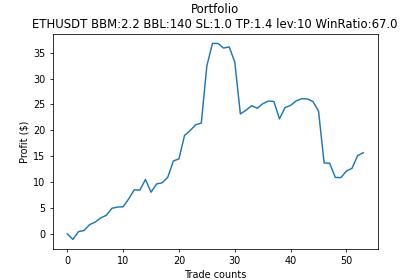 Portfolio
ETHUSDT BBM:2.2 BBL:140 SL:1.0 TP:1.4 lev:10 WinRatio:67.0
Profit ($)
35
30
25
20
15
10
5
0
0 10 20 30 40 50
Trade counts